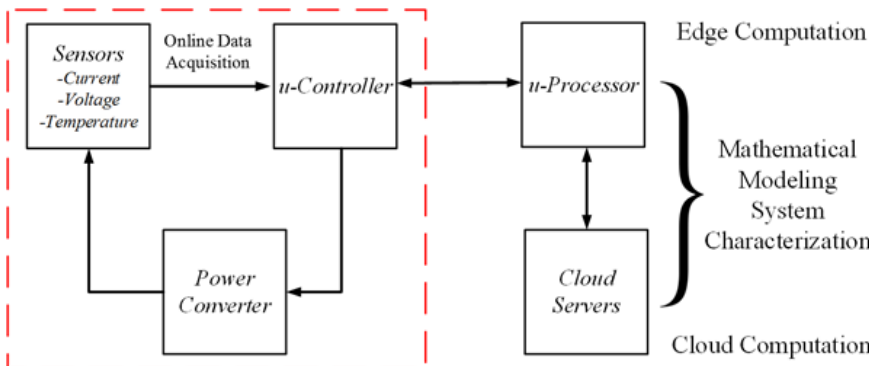 Sensors
-Current
-Voltage
-Temperature
Online Data
Acquisition
u-Controller
u-Processor
Edge Computation
Mathematical
Modeling
System
Characterization
Power
Converter
Cloud
Servers
Cloud Computation